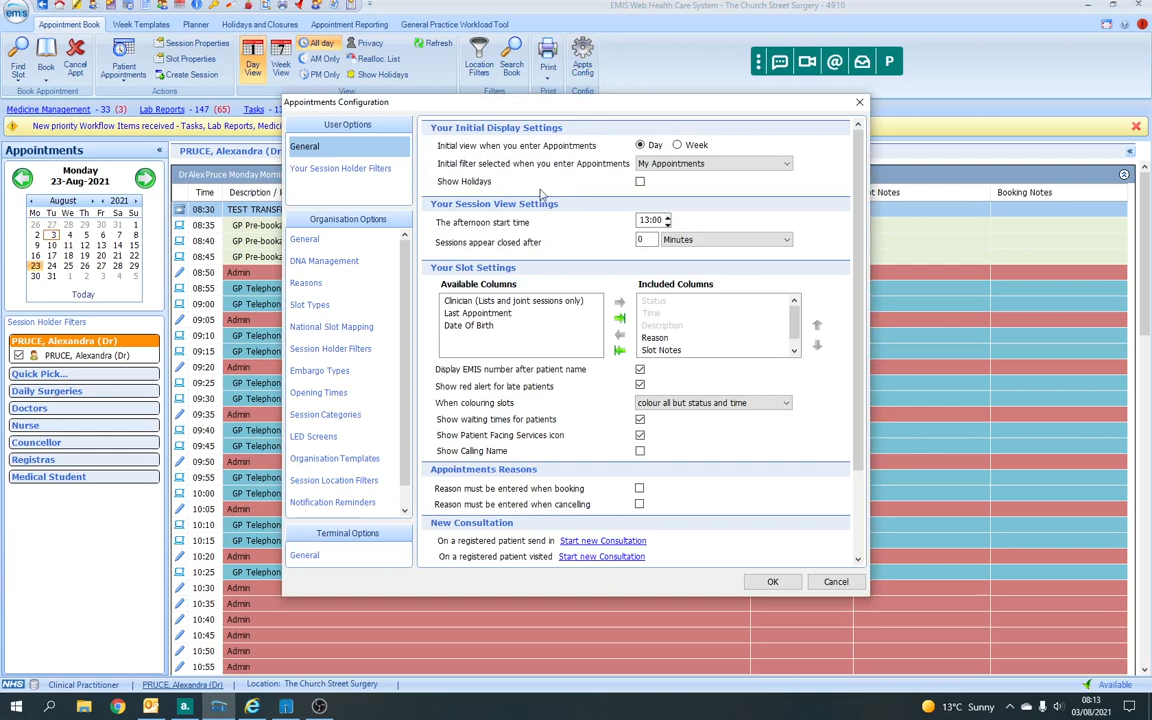 EMIS Web Health Care System - The Church Street Surgery - 4910
emis
Appointment Book Week Templates Planner Holidays and Closures Appointment Reporting General Practice Workload Tool
Find Slot Book Cancel Appt
Book Appointment
Patient Appointments
Session Properties
Slot Properties
Create Session
Actions
Day View Week View
All day
AM Only
PM Only
Privacy
Realloc. List
Show Holidays
Refresh
View
Location Filters Search Book
Filters
Print
Print
Appts Config
Config
@ P
Medicine Management - 33 (3) Lab Reports - 147 (65) Tasks - 1
New priority Workflow Items received - Tasks, Lab Reports, Medici
Appointments «
Monday
23-Aug-2021
August 2021
Mo Tu We Th Fr Sa Su
26 27 28 29 30 31 1
2 3 4 5 6 7 8
9 10 11 12 13 14 15
16 17 18 19 20 21 22
23 24 25 26 27 28 29
30 31 1 2 3 4 5
Today
Session Holder Filters
PRUCE, Alexandra (Dr)
PRUCE, Alexandra (Dr)
Quick Pick...
Daily Surgeries
Doctors
Nurse
Councellor
Registras
Medical Student
PRUCE, Alexandra (D
Dr Alex Pruce Monday Morni
Time Description / P
ot Notes Booking Notes
08:30 TEST TRANSF
08:35 GP Pre-booka
08:40 GP Pre-booka
08:45 GP Pre-booka
08:50 Admin
08:55 GP Telephon
09:00 GP Telephon
09:05 Admin
09:10 GP Telephon
09:15 GP Telephon
09:20 Admin
09:25 GP Telephon
09:30 GP Telephon
09:35 Admin
09:40 GP Telephon
09:45 GP Telephon
09:50 Admin
09:55 GP Telephon
10:00 GP Telephon
10:05 Admin
10:10 GP Telephon
10:15 GP Telephon
10:20 Admin
10:25 GP Telephon
10:30 Admin
10:35 Admin
10:40 Admin
10:45 Admin
10:50 Admin
10:55 Admin
Appointments Configuration
User Options
General
Your Session Holder Filters
Organisation Options
General
DNA Management
Reasons
Slot Types
National Slot Mapping
Session Holder Filters
Embargo Types
Opening Times
Session Categories
LED Screens
Organisation Templates
Session Location Filters
Notification Reminders
Terminal Options
General
Your Initial Display Settings
Initial view when you enter Appointments Day Week
Initial filter selected when you enter Appointments My Appointments
Show Holidays
Your Session View Settings
The afternoon start time 13:00
Sessions appear closed after 0 Minutes
Your Slot Settings
Available Columns Included Columns
Clinician (Lists and joint sessions only)
Last Appointment
Date Of Birth
Status
Time
Description
Reason
Slot Notes
Display EMIS number after patient name
Show red alert for late patients
When colouring slots colour all but status and time
Show waiting times for patients
Show Patient Facing Services icon
Show Calling Name
Appointments Reasons
Reason must be entered when booking
Reason must be entered when cancelling
New Consultation
On a registered patient send in Start new Consultation
On a registered patient visited Start new Consultation
OK Cancel
NHS Clinical Practitioner PRUCE, Alexandra (Dr) Location: The Church Street Surgery Available
a. 13°C Sunny 08:13
03/08/2021